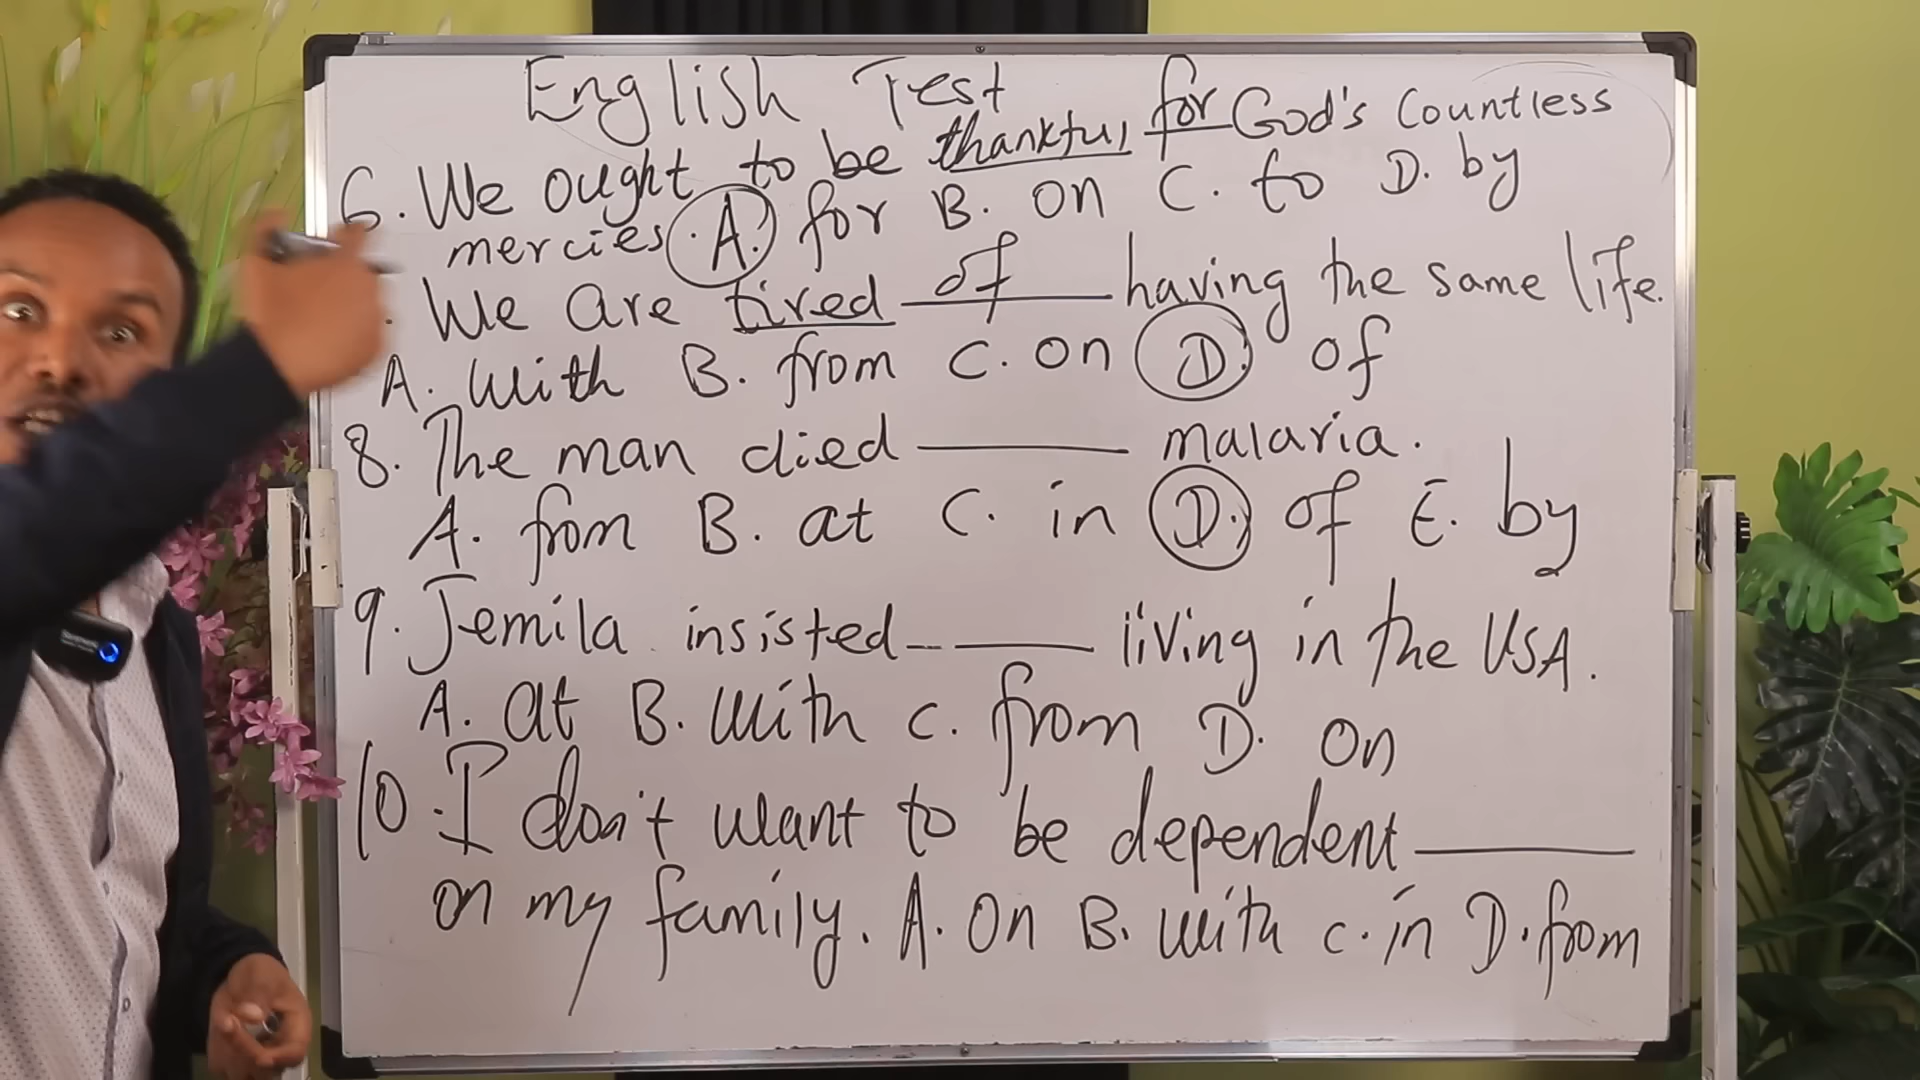 English Test
6. We ought to be thankful for God's countless
mercies. A. for B. on C. to D. by
. We are tired of having the same life.
A. with B. from C. on D. of
8. The man died ______ malaria.
A. from B. at C. in D. of E. by
9. Jemila insisted ______ living in the USA.
A. at B. with C. from D. on
10. I don't want to be dependent ______
on my family. A. on B. with C. in D. from